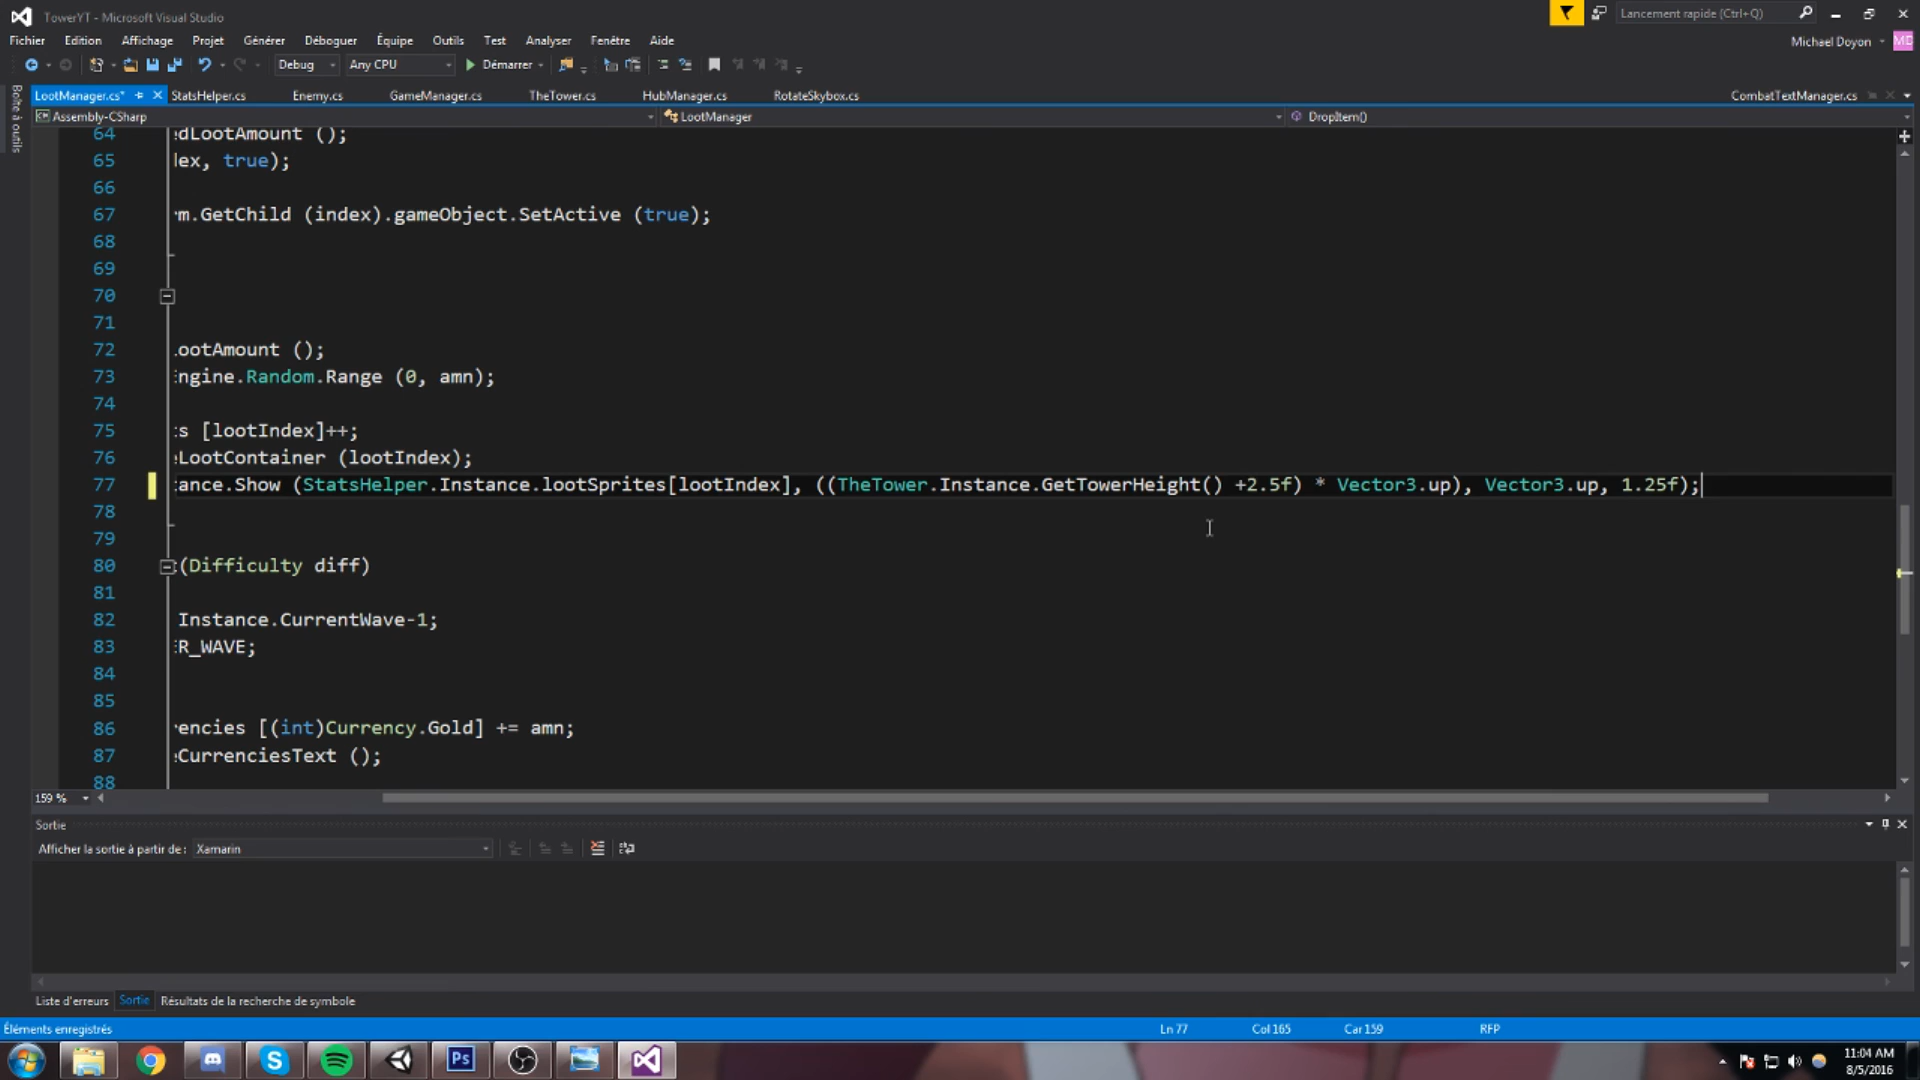 TowerYT - Microsoft Visual Studio
Lancement rapide (Ctrl+Q)
Fichier Edition Affichage Projet Générer Déboguer Équipe Outils Test Analyser Fenêtre Aide
Michael Doyon MD
Debug Any CPU Démarrer
Boîte à outils
LootManager.cs* StatsHelper.cs Enemy.cs GameManager.cs TheTower.cs HubManager.cs RotateSkybox.cs CombatTextManager.cs
Assembly-CSharp LootManager DropItem()
64 dLootAmount ();
65 lex, true);
66
67 m.GetChild (index).gameObject.SetActive (true);
68
69
70
71
72 ootAmount ();
73 ngine.Random.Range (0, amn);
74
75 s [lootIndex]++;
76 LootContainer (lootIndex);
77 tance.Show (StatsHelper.Instance.lootSprites[lootIndex], ((TheTower.Instance.GetTowerHeight() +2.5f) * Vector3.up), Vector3.up, 1.25f);
78
79
80 (Difficulty diff)
81
82 Instance.CurrentWave-1;
83 R_WAVE;
84
85
86 rencies [(int)Currency.Gold] += amn;
87 CurrenciesText ();
88
159 %
Sortie
Afficher la sortie à partir de : Xamarin
Liste d'erreurs Sortie Résultats de la recherche de symbole
Éléments enregistrés Ln 77 Col 165 Car 159 RFP
Ps
11:04 AM
8/5/2016